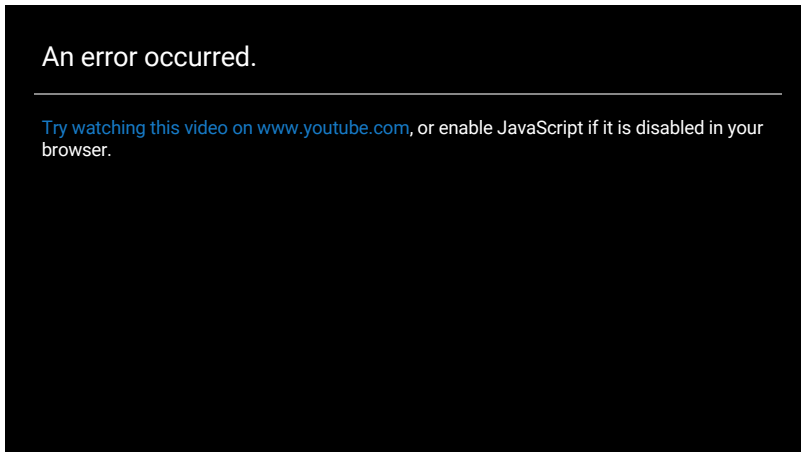 An error occurred.
Try watching this video on www.youtube.com, or enable JavaScript if it is disabled in your
browser.